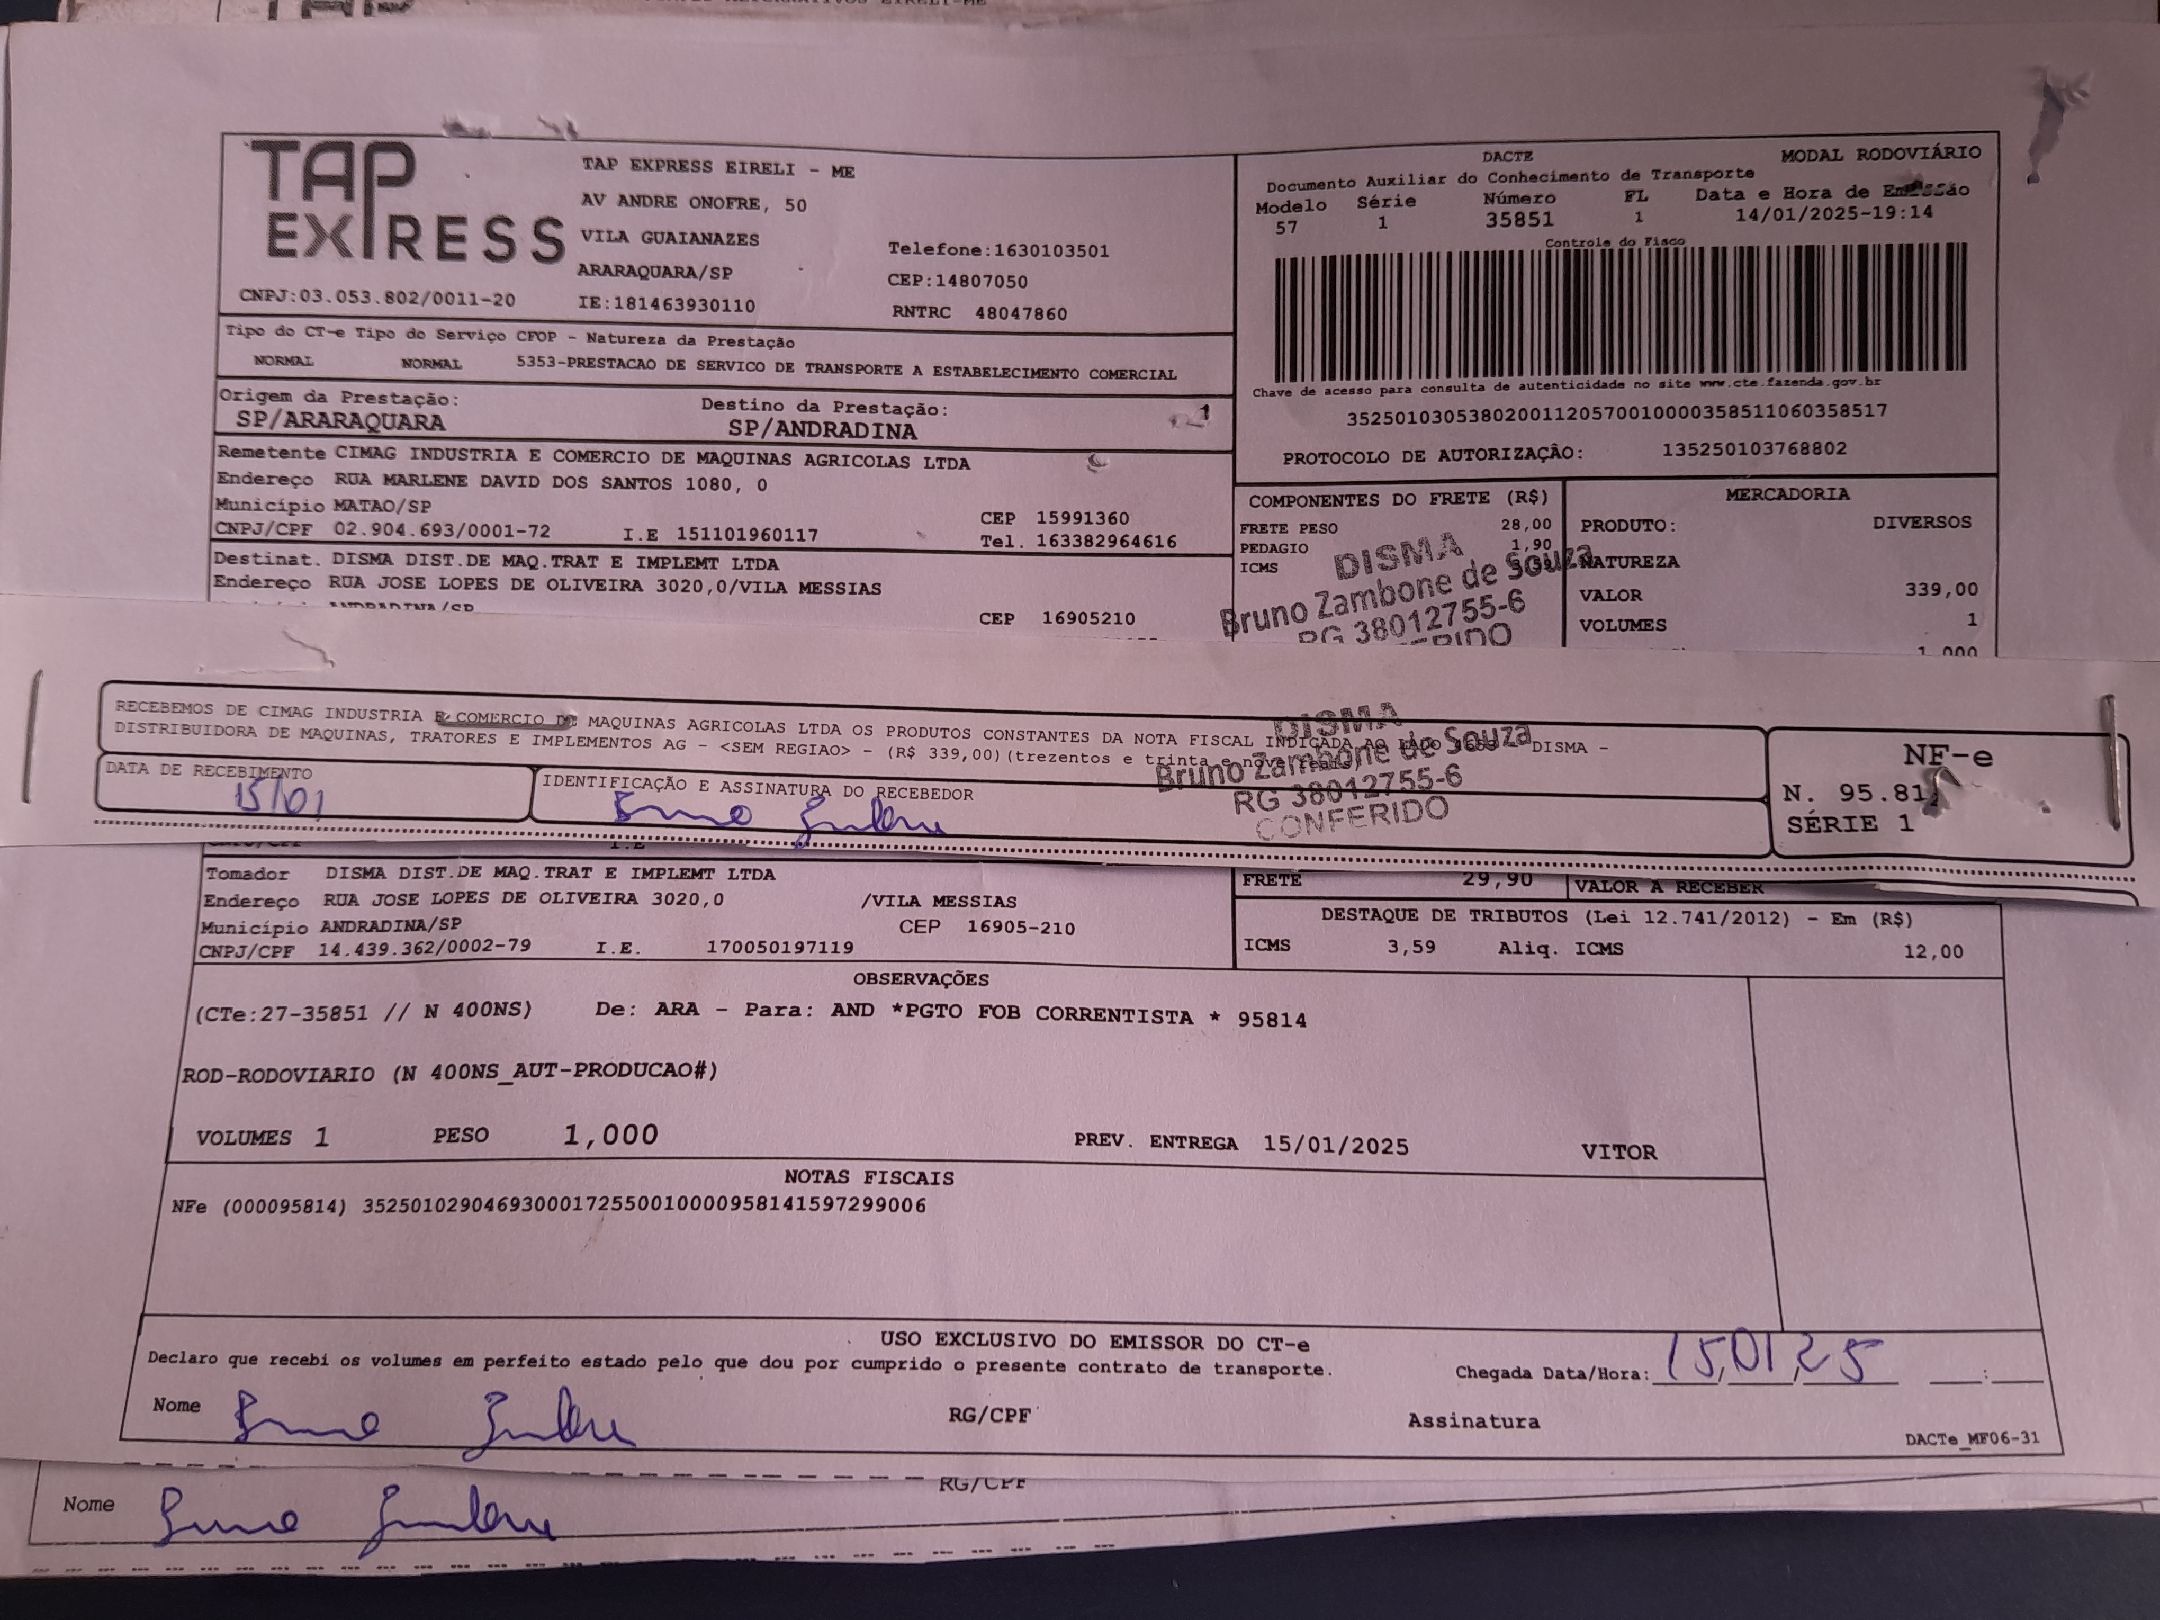 TAP EXPRESS
TAP EXPRESS EIRELI - ME
AV ANDRE ONOFRE, 50
VILA GUAIANAZES
ARARAQUARA/SP
Telefone:1630103501
CEP:14807050
CNPJ:03.053.802/0011-20
IE:181463930110
RNTRC 48047860
DACTE MODAL RODOVIÁRIO
Documento Auxiliar do Conhecimento de Transporte
Modelo Série Número FL Data e Hora de Emissão
57 1 35851 1 14/01/2025-19:14
Controle do Fisco
Chave de acesso para consulta de autenticidade no site www.cte.fazenda.gov.br
35250103053802001120570010000358511060358517
PROTOCOLO DE AUTORIZAÇÃO: 135250103768802
Tipo do CT-e Tipo do Serviço CFOP - Natureza da Prestação
NORMAL NORMAL 5353-PRESTACAO DE SERVICO DE TRANSPORTE A ESTABELECIMENTO COMERCIAL
Origem da Prestação: Destino da Prestação: 1
SP/ARARAQUARA SP/ANDRADINA
Remetente CIMAG INDUSTRIA E COMERCIO DE MAQUINAS AGRICOLAS LTDA
Endereço RUA MARLENE DAVID DOS SANTOS 1080, 0
Município MATAO/SP CEP 15991360
CNPJ/CPF 02.904.693/0001-72 I.E 151101960117 Tel. 163382964616
Destinat. DISMA DIST.DE MAQ.TRAT E IMPLEMT LTDA
Endereço RUA JOSE LOPES DE OLIVEIRA 3020,0/VILA MESSIAS
ANDRADINA/SP CEP 16905210
COMPONENTES DO FRETE (R$)
FRETE PESO 28,00
PEDAGIO 1,90
ICMS
MERCADORIA
PRODUTO: DIVERSOS
NATUREZA
VALOR 339,00
VOLUMES 1
1,000
DISMA
Bruno Zambone de Souza
RG 38012755-6
CONFERIDO
RECEBEMOS DE CIMAG INDUSTRIA E COMERCIO DE MAQUINAS AGRICOLAS LTDA OS PRODUTOS CONSTANTES DA NOTA FISCAL INDICADA AO LADO DISMA -
DISTRIBUIDORA DE MAQUINAS, TRATORES E IMPLEMENTOS AG - <SEM REGIAO> - (R$ 339,00)(trezentos e trinta e nove reais)
DATA DE RECEBIMENTO
15/01
IDENTIFICAÇÃO E ASSINATURA DO RECEBEDOR
Bruno Zambone
DISMA
Bruno Zambone de Souza
RG 38012755-6
CONFERIDO
NF-e
N. 95.81
SÉRIE 1
I.E
Tomador DISMA DIST.DE MAQ.TRAT E IMPLEMT LTDA
Endereço RUA JOSE LOPES DE OLIVEIRA 3020,0 /VILA MESSIAS
Município ANDRADINA/SP CEP 16905-210
CNPJ/CPF 14.439.362/0002-79 I.E. 170050197119
FRETE 29,90 VALOR A RECEBER
DESTAQUE DE TRIBUTOS (Lei 12.741/2012) - Em (R$)
ICMS 3,59 Aliq. ICMS 12,00
OBSERVAÇÕES
(CTe:27-35851 // N 400NS) De: ARA - Para: AND *PGTO FOB CORRENTISTA * 95814
ROD-RODOVIARIO (N 400NS_AUT-PRODUCAO#)
VOLUMES 1 PESO 1,000 PREV. ENTREGA 15/01/2025 VITOR
NOTAS FISCAIS
NFe (000095814) 35250102904693000172550010000958141597299006
USO EXCLUSIVO DO EMISSOR DO CT-e
Declaro que recebi os volumes em perfeito estado pelo que dou por cumprido o presente contrato de transporte.
Chegada Data/Hora: 15,01,25 :
Nome Bruno Zambone RG/CPF Assinatura
DACTe_MF06-31
RG/CPF
Nome Bruno Zambone